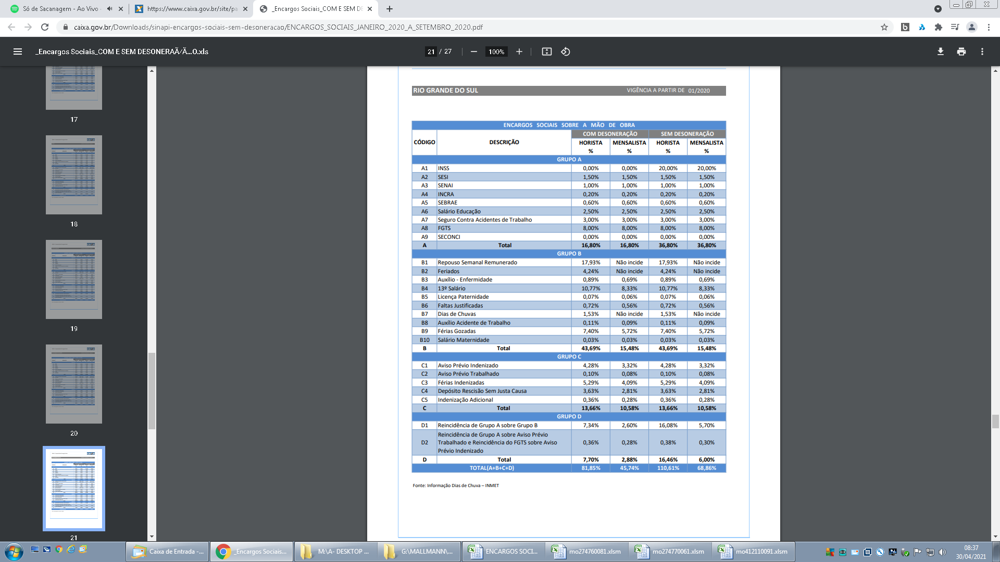 Só de Sacanagem - Ao Vivo
https://www.caixa.gov.br/site/pa
_Encargos Sociais_COM E SEM DE
caixa.gov.br/Downloads/sinapi-encargos-sociais-sem-desoneracao/ENCARGOS_SOCIAIS_JANEIRO_2020_A_SETEMBRO_2020.pdf
_Encargos Sociais_COM E SEM DESONERAÃ⁄Ã...O.xls
21 / 27
100%
17
18
19
20
21
RIO GRANDE DO SUL VIGÊNCIA A PARTIR DE 01/2020
ENCARGOS SOCIAIS SOBRE A MÃO DE OBRA
CÓDIGO DESCRIÇÃO COM DESONERAÇÃO SEM DESONERAÇÃO
HORISTA MENSALISTA HORISTA MENSALISTA
% % % %
GRUPO A
A1 INSS 0,00% 0,00% 20,00% 20,00%
A2 SESI 1,50% 1,50% 1,50% 1,50%
A3 SENAI 1,00% 1,00% 1,00% 1,00%
A4 INCRA 0,20% 0,20% 0,20% 0,20%
A5 SEBRAE 0,60% 0,60% 0,60% 0,60%
A6 Salário Educação 2,50% 2,50% 2,50% 2,50%
A7 Seguro Contra Acidentes de Trabalho 3,00% 3,00% 3,00% 3,00%
A8 FGTS 8,00% 8,00% 8,00% 8,00%
A9 SECONCI 0,00% 0,00% 0,00% 0,00%
A Total 16,80% 16,80% 36,80% 36,80%
GRUPO B
B1 Repouso Semanal Remunerado 17,93% Não incide 17,93% Não incide
B2 Feriados 4,24% Não incide 4,24% Não incide
B3 Auxílio - Enfermidade 0,89% 0,69% 0,89% 0,69%
B4 13º Salário 10,77% 8,33% 10,77% 8,33%
B5 Licença Paternidade 0,07% 0,06% 0,07% 0,06%
B6 Faltas Justificadas 0,72% 0,56% 0,72% 0,56%
B7 Dias de Chuvas 1,53% Não incide 1,53% Não incide
B8 Auxílio Acidente de Trabalho 0,11% 0,09% 0,11% 0,09%
B9 Férias Gozadas 7,40% 5,72% 7,40% 5,72%
B10 Salário Maternidade 0,03% 0,03% 0,03% 0,03%
B Total 43,69% 15,48% 43,69% 15,48%
GRUPO C
C1 Aviso Prévio Indenizado 4,28% 3,32% 4,28% 3,32%
C2 Aviso Prévio Trabalhado 0,10% 0,08% 0,10% 0,08%
C3 Férias Indenizadas 5,29% 4,09% 5,29% 4,09%
C4 Depósito Rescisão Sem Justa Causa 3,63% 2,81% 3,63% 2,81%
C5 Indenização Adicional 0,36% 0,28% 0,36% 0,28%
C Total 13,66% 10,58% 13,66% 10,58%
GRUPO D
D1 Reincidência de Grupo A sobre Grupo B 7,34% 2,60% 16,08% 5,70%
Reincidência de Grupo A sobre Aviso Prévio
D2 Trabalhado e Reincidência do FGTS sobre Aviso 0,36% 0,28% 0,38% 0,30%
Prévio Indenizado
D Total 7,70% 2,88% 16,46% 6,00%
TOTAL(A+B+C+D) 81,85% 45,74% 110,61% 68,86%
Fonte: Informação Dias de Chuva – INMET
Caixa de Entrada -...
_Encargos Sociais...
M:\A- DESKTOP ...
G:\MALLMANN\...
ENCARGOS SOCI...
mo274760081.xlsm
mo274770061.xlsm
mo412110091.xlsm
08:37
30/04/2021